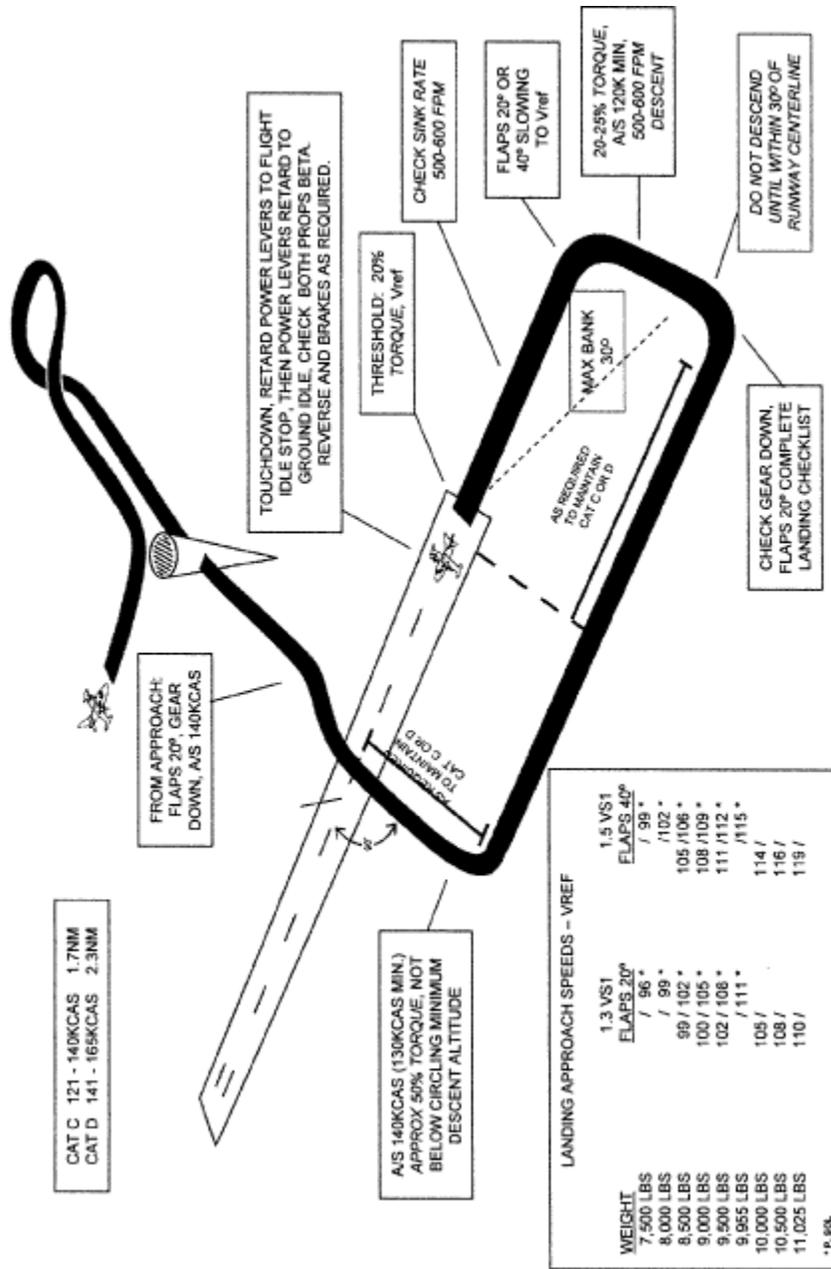 CAT C 121 - 140KCAS 1.7NM
CAT D 141 - 165KCAS 2.3NM
FROM APPROACH:
FLAPS 20º, GEAR
DOWN, A/S 140KCAS
TOUCHDOWN, RETARD POWER LEVERS TO FLIGHT
IDLE STOP, THEN POWER LEVERS RETARD TO
GROUND IDLE, CHECK BOTH PROPS BETA.
REVERSE AND BRAKES AS REQUIRED.
THRESHOLD: 20%
TORQUE, Vref
CHECK SINK RATE
500-600 FPM
FLAPS 20º OR
40º SLOWING
TO Vref
20-25% TORQUE,
A/S 120K MIN,
500-600 FPM
DESCENT
DO NOT DESCEND
UNTIL WITHIN 30º OF
RUNWAY CENTERLINE
MAX BANK
30º
AS REQUIRED
TO MAINTAIN
CAT C OR D
AS REQUIRED
TO MAINTAIN
CAT C OR D
CHECK GEAR DOWN,
FLAPS 20º COMPLETE
LANDING CHECKLIST
A/S 140KCAS (130KCAS MIN.)
APPROX 50% TORQUE, NOT
BELOW CIRCLING MINIMUM
DESCENT ALTITUDE
LANDING APPROACH SPEEDS – VREF
1.3 VS1 1.5 VS1
WEIGHT FLAPS 20º FLAPS 40º
7,500 LBS / 96 * / 99 *
8,000 LBS / 99 * /102 *
8,500 LBS 99 / 102 * 105 /106 *
9,000 LBS 100 / 105 * 108 /109 *
9,500 LBS 102 / 108 * 111 /112 *
9,955 LBS / 111 * /115 *
10,000 LBS 105 / 114 /
10,500 LBS 108 / 116 /
11,025 LBS 110 / 119 /